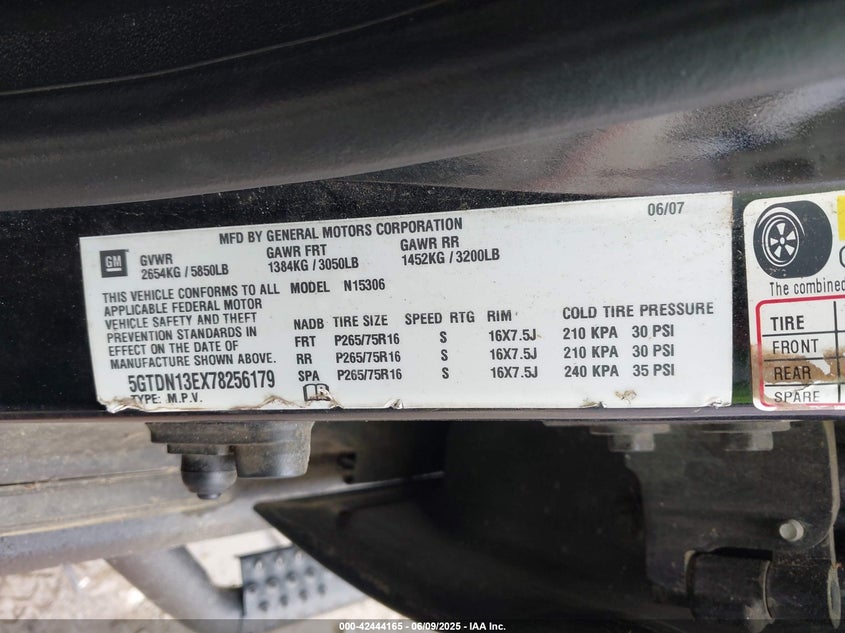 06/07
MFD BY GENERAL MOTORS CORPORATION
GM
GVWR GAWR FRT GAWR RR
2654KG / 5850LB 1384KG / 3050LB 1452KG / 3200LB
THIS VEHICLE CONFORMS TO ALL MODEL N15306
APPLICABLE FEDERAL MOTOR
VEHICLE SAFETY AND THEFT
PREVENTION STANDARDS IN
EFFECT ON THE DATE OF
MANUFACTURE SHOWN ABOVE.
NADB TIRE SIZE SPEED RTG RIM COLD TIRE PRESSURE
FRT P265/75R16 S 16X7.5J 210 KPA 30 PSI
RR P265/75R16 S 16X7.5J 210 KPA 30 PSI
SPA P265/75R16 S 16X7.5J 240 KPA 35 PSI
5GTDN13EX78256179
TYPE: M.P.V.
The combined
TIRE
FRONT
REAR
SPARE
000-42444165 - 06/09/2025 - IAA Inc.